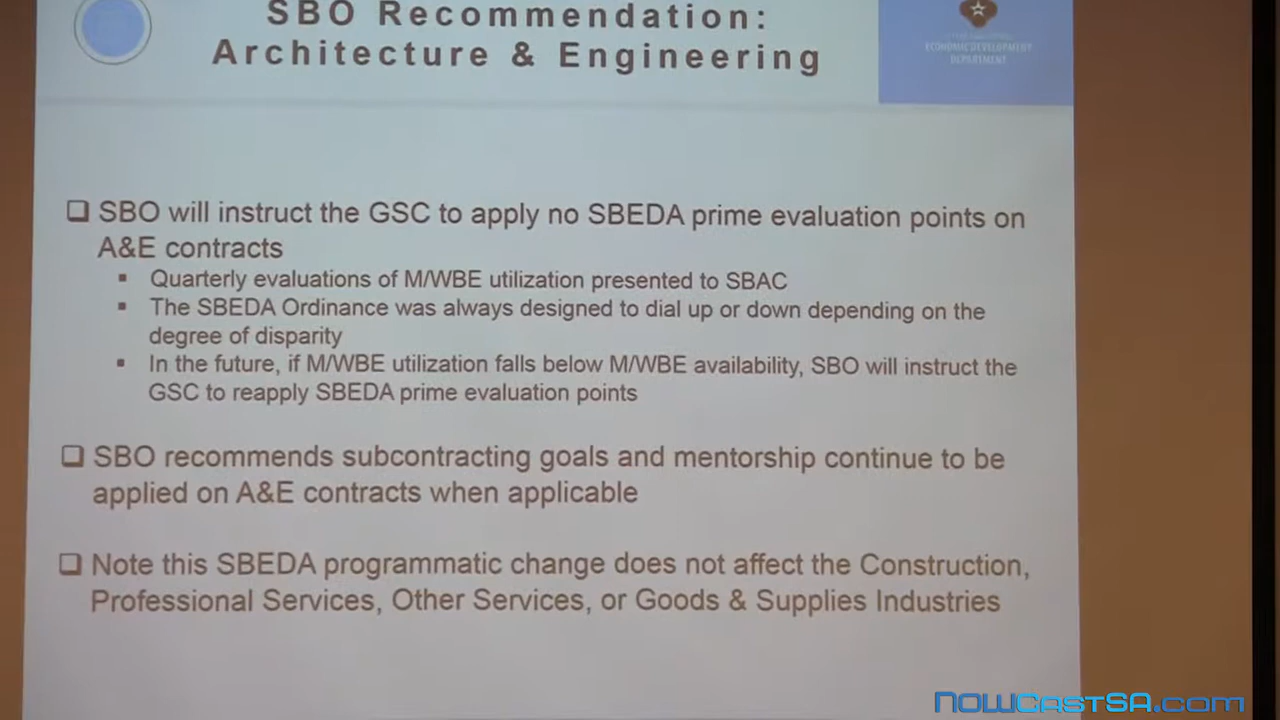 SBO Recommendation:
Architecture & Engineering
ECONOMIC DEVELOPMENT
DEPARTMENT
SBO will instruct the GSC to apply no SBEDA prime evaluation points on
A&E contracts
Quarterly evaluations of M/WBE utilization presented to SBAC
The SBEDA Ordinance was always designed to dial up or down depending on the
degree of disparity
In the future, if M/WBE utilization falls below M/WBE availability, SBO will instruct the
GSC to reapply SBEDA prime evaluation points
SBO recommends subcontracting goals and mentorship continue to be
applied on A&E contracts when applicable
Note this SBEDA programmatic change does not affect the Construction,
Professional Services, Other Services, or Goods & Supplies Industries
NOWCASTSA.com